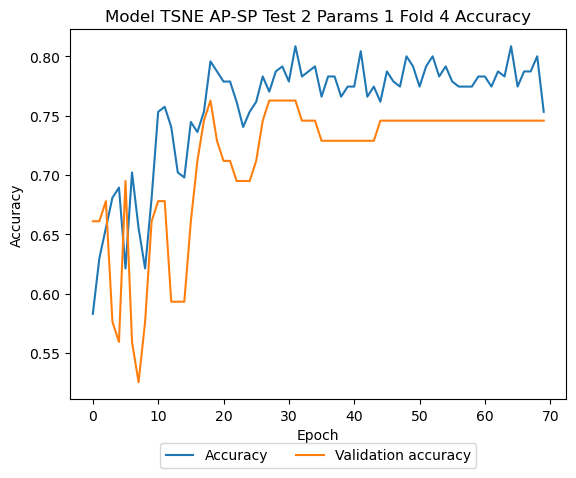 Model TSNE AP-SP Test 2 Params 1 Fold 4 Accuracy
0.80
0.75
0.70
0.65
0.60
0.55
Accuracy
0 10 20 30 40 50 60 70
Epoch
Accuracy Validation accuracy